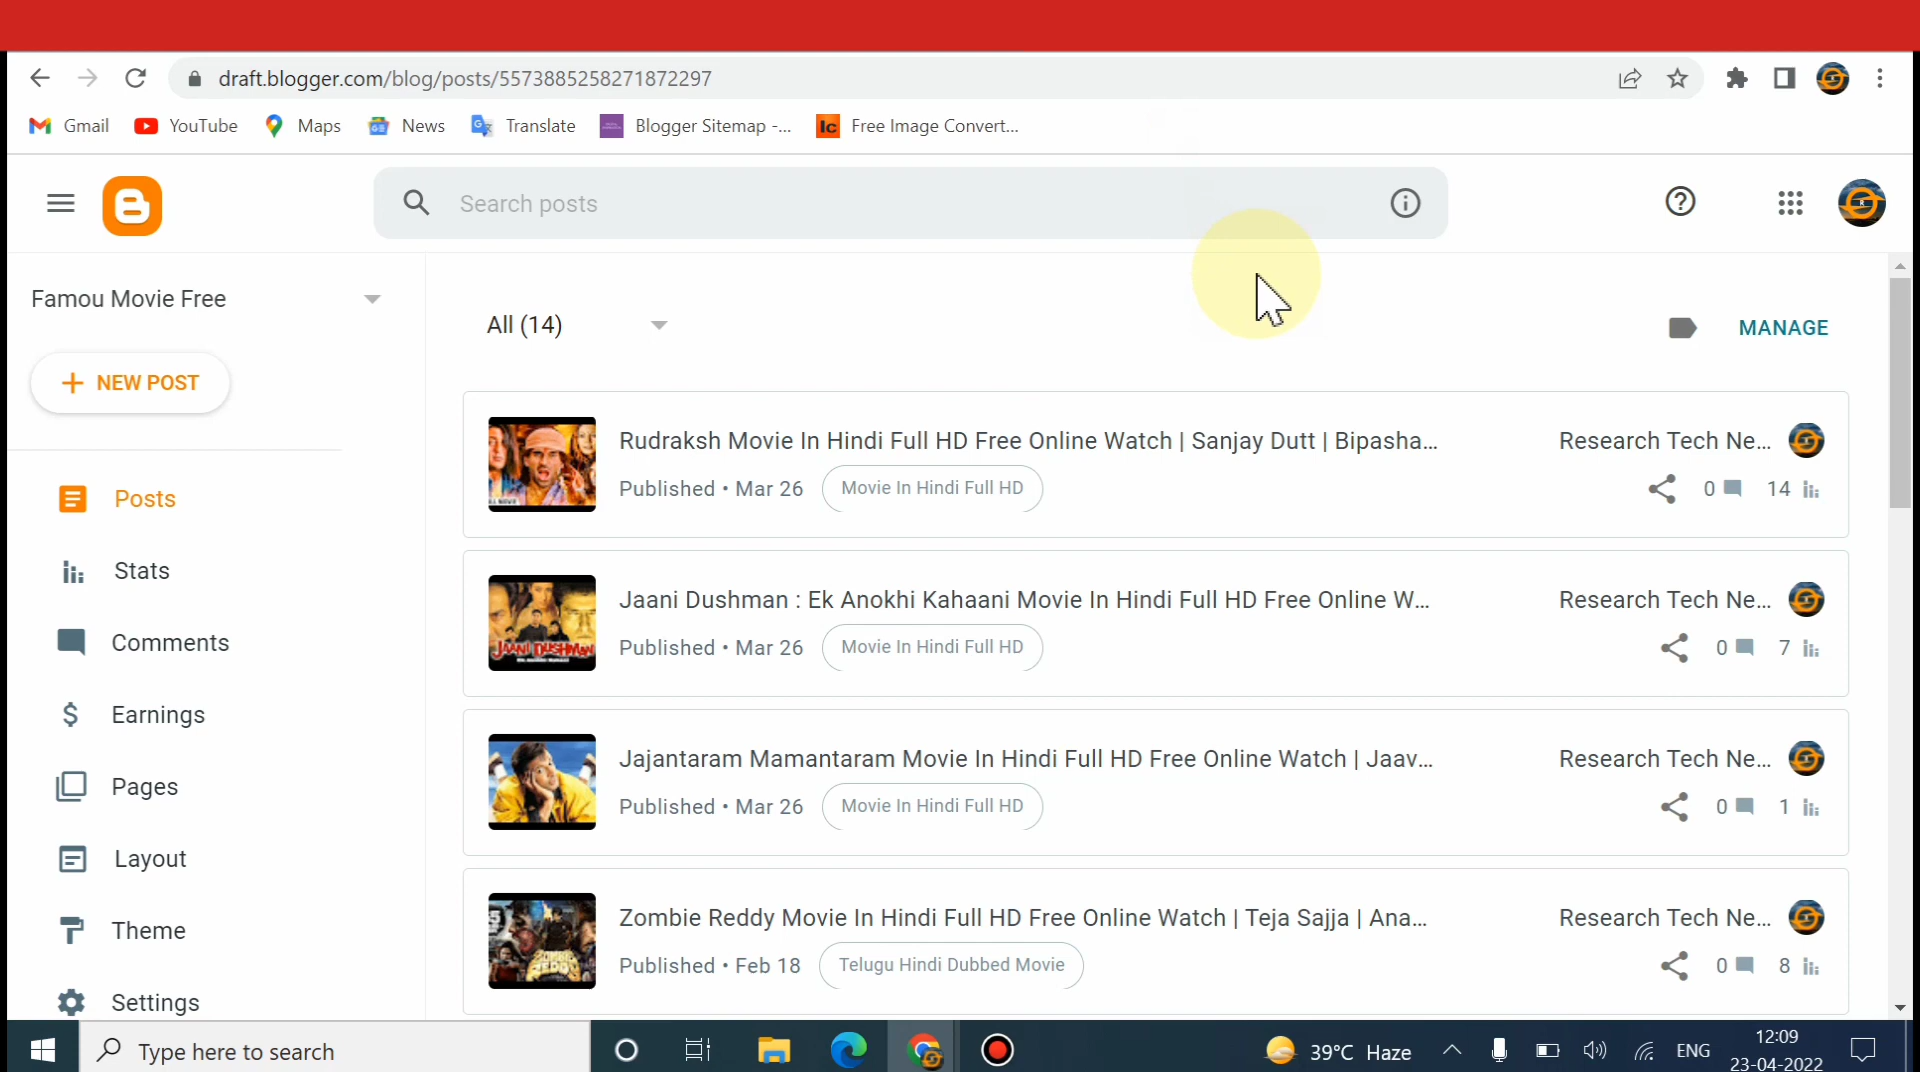 draft.blogger.com/blog/posts/5573885258271872297
Gmail YouTube Maps News Translate Blogger Sitemap -... Free Image Convert...
Search posts
Famou Movie Free
All (14)
MANAGE
NEW POST
Posts
Stats
Comments
Earnings
Pages
Layout
Theme
Settings
Rudraksh Movie In Hindi Full HD Free Online Watch | Sanjay Dutt | Bipasha... Research Tech Ne...
Published • Mar 26 Movie In Hindi Full HD 0 14
Jaani Dushman : Ek Anokhi Kahaani Movie In Hindi Full HD Free Online W... Research Tech Ne...
JAANI DUSHMAN
Published • Mar 26 Movie In Hindi Full HD 0 7
Jajantaram Mamantaram Movie In Hindi Full HD Free Online Watch | Jaav... Research Tech Ne...
Published • Mar 26 Movie In Hindi Full HD 0 1
Zombie Reddy Movie In Hindi Full HD Free Online Watch | Teja Sajja | Ana... Research Tech Ne...
ZOMBIE REDDY
Published • Feb 18 Telugu Hindi Dubbed Movie 0 8
Type here to search
39°C Haze
ENG
12:09
23-04-2022